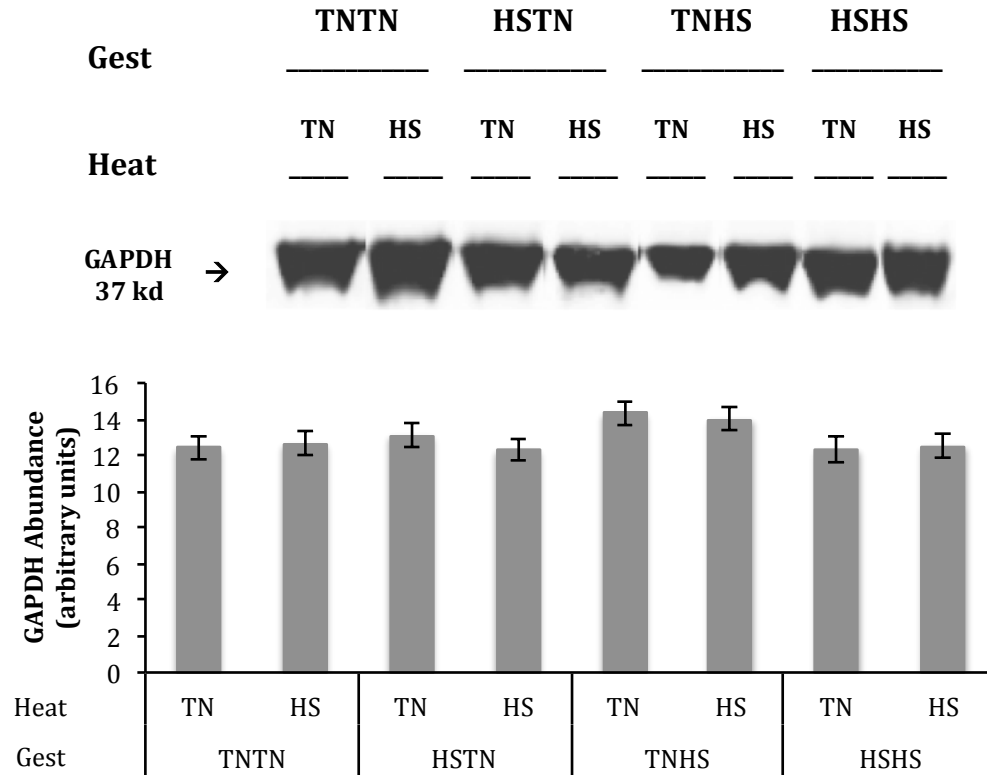 TNTN HSTN TNHS HSHS
Gest
TN HS TN HS TN HS TN HS
Heat
GAPDH →
37 kd
16
14
12
10
8
6
4
2
0
GAPDH Abundance
(arbitrary units)
Heat TN HS TN HS TN HS TN HS
Gest TNTN HSTN TNHS HSHS